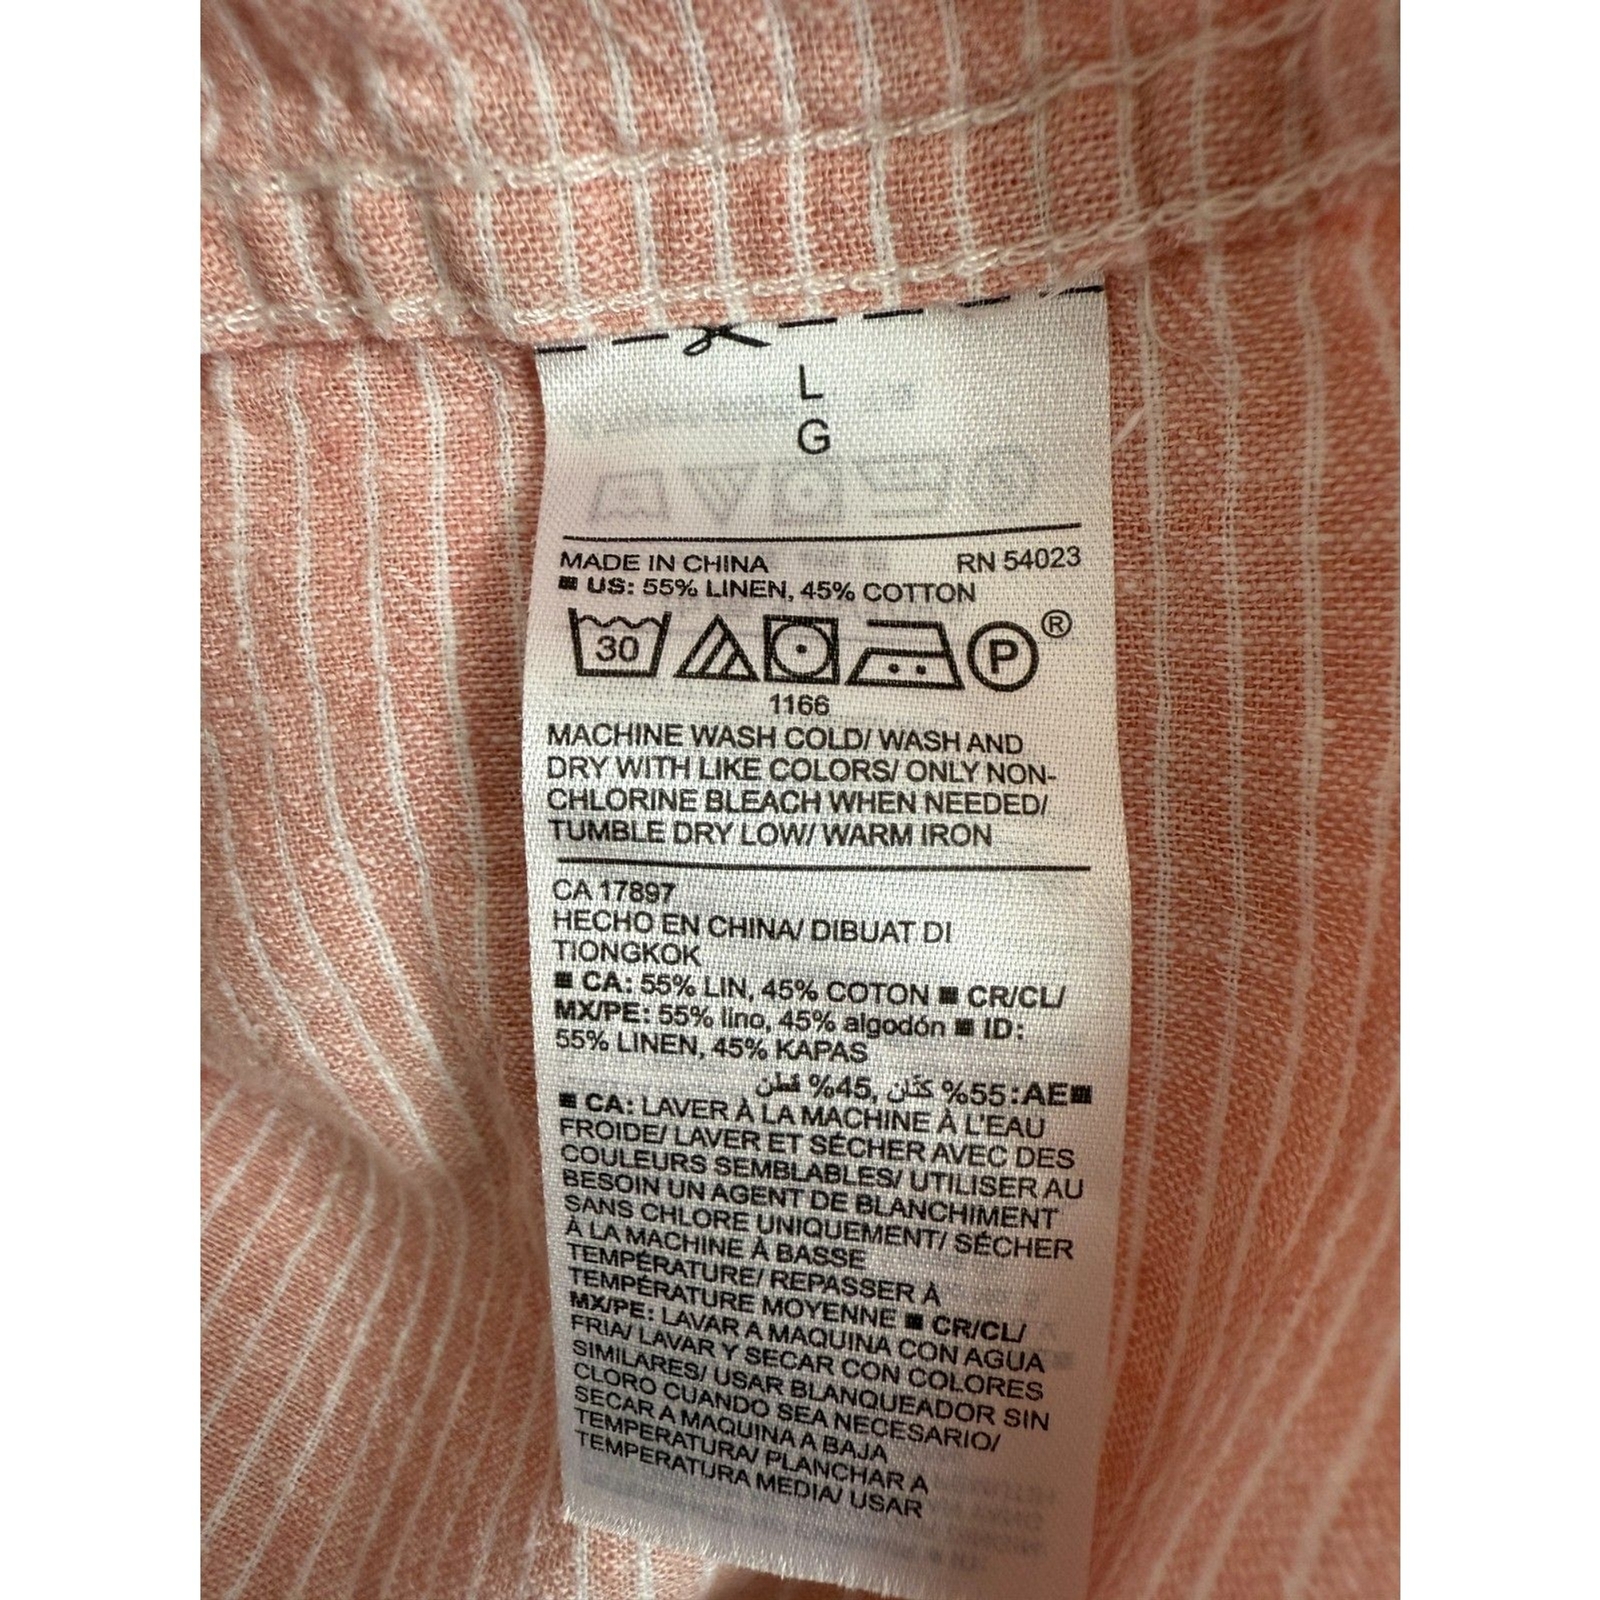 L
G
MADE IN CHINA RN 54023
■ US: 55% LINEN, 45% COTTON
30 P ®
1166
MACHINE WASH COLD/ WASH AND
DRY WITH LIKE COLORS/ ONLY NON-
CHLORINE BLEACH WHEN NEEDED/
TUMBLE DRY LOW/ WARM IRON
CA 17897
HECHO EN CHINA/ DIBUAT DI
TIONGKOK
■ CA: 55% LIN, 45% COTON ■ CR/CL/
MX/PE: 55% lino, 45% algodón ■ ID:
55% LINEN, 45% KAPAS
■AE:55% كتّان ,45% قطن
■ CA: LAVER À LA MACHINE À L'EAU
FROIDE/ LAVER ET SÉCHER AVEC DES
COULEURS SEMBLABLES/ UTILISER AU
BESOIN UN AGENT DE BLANCHIMENT
SANS CHLORE UNIQUEMENT/ SÉCHER
À LA MACHINE À BASSE
TEMPÉRATURE/ REPASSER À
TEMPÉRATURE MOYENNE ■ CR/CL/
MX/PE: LAVAR A MAQUINA CON AGUA
FRIA/ LAVAR Y SECAR CON COLORES
SIMILARES/ USAR BLANQUEADOR SIN
CLORO CUANDO SEA NECESARIO/
SECAR A MAQUINA A BAJA
TEMPERATURA/ PLANCHAR A
TEMPERATURA MEDIA/ USAR